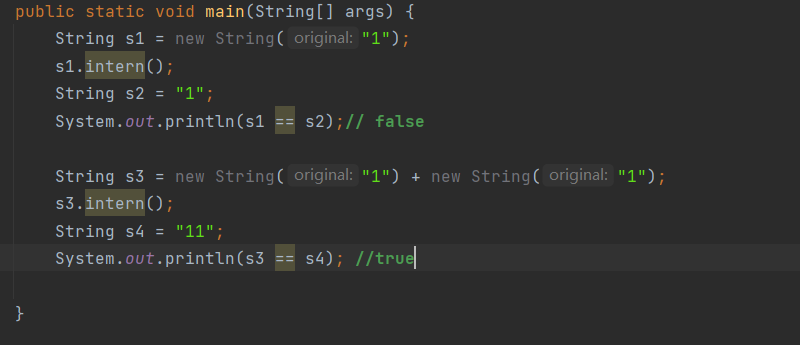 public static void main(String[] args) {
    String s1 = new String( original: "1");
    s1.intern();
    String s2 = "1";
    System.out.println(s1 == s2);// false
    String s3 = new String( original: "1") + new String( original: "1");
    s3.intern();
    String s4 = "11";
    System.out.println(s3 == s4); //true
}